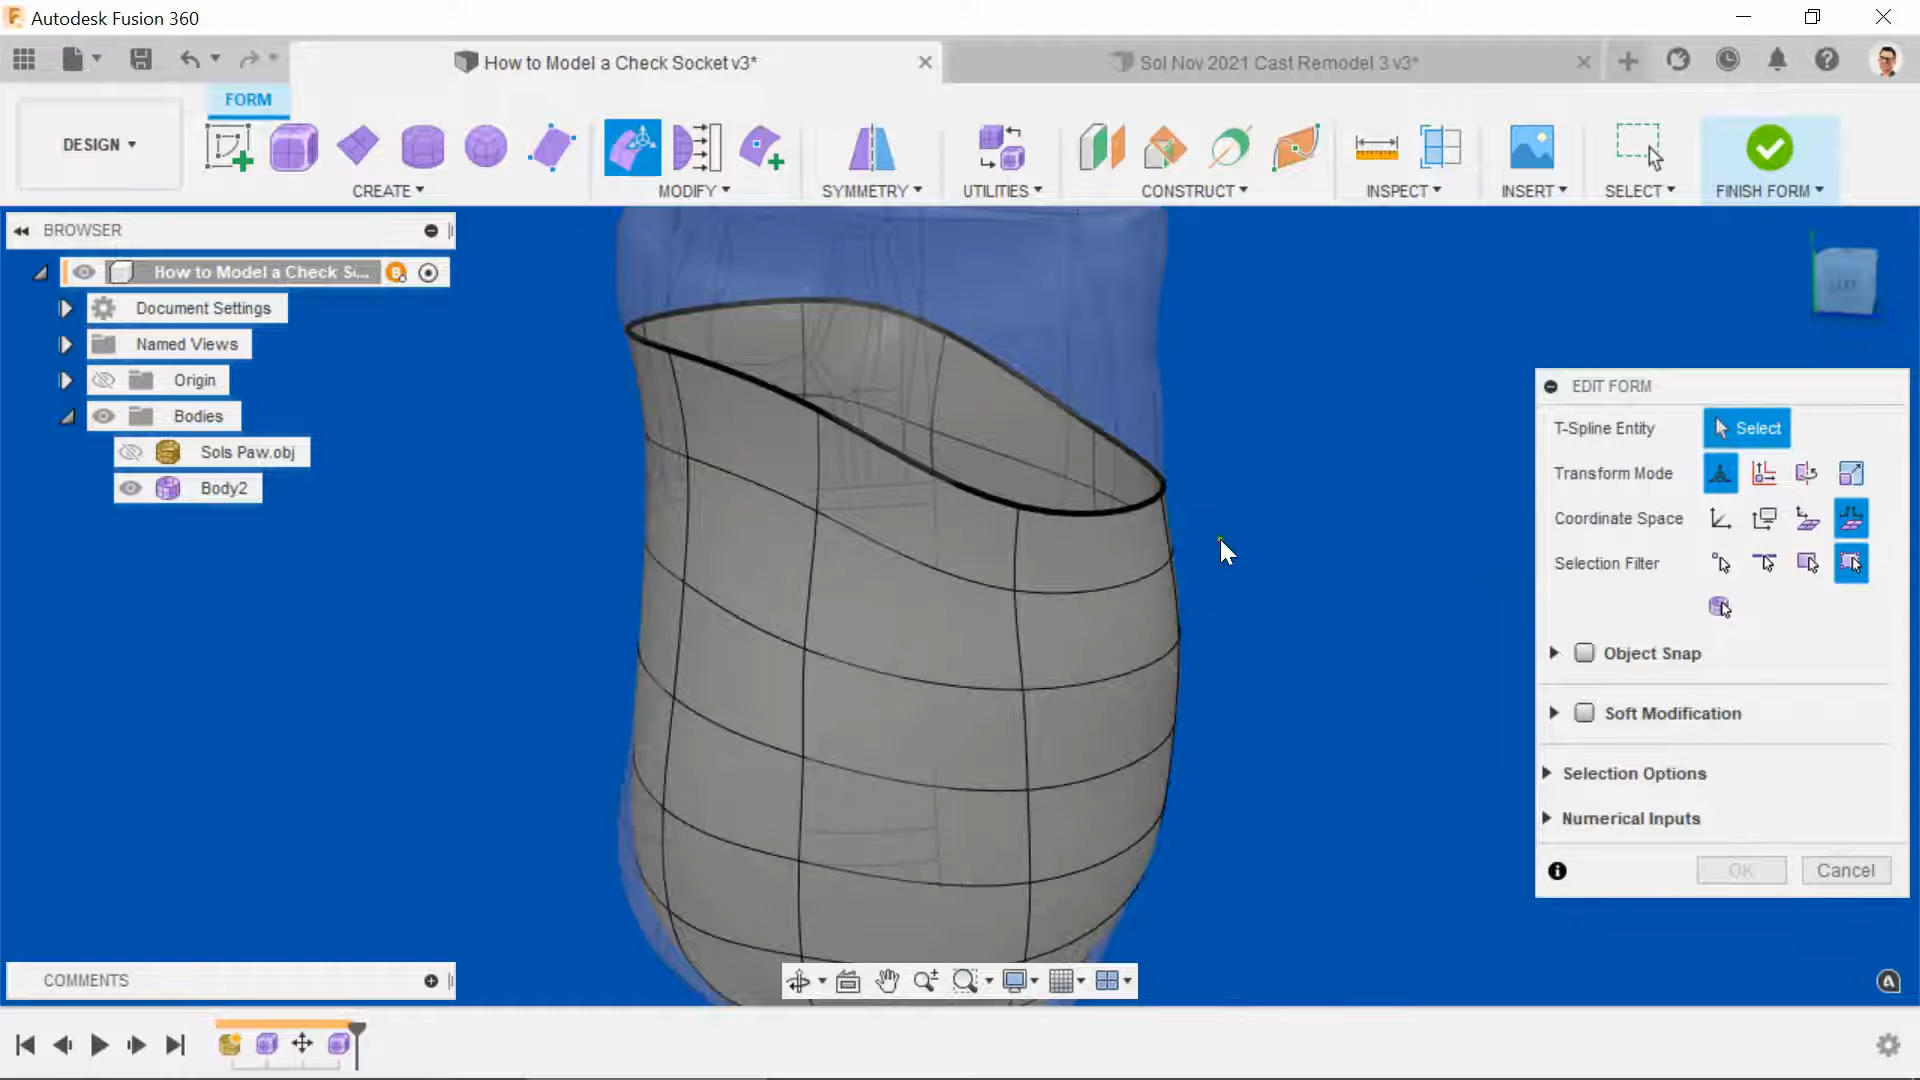 Autodesk Fusion 360
How to Model a Check Socket v3*
Sol Nov 2021 Cast Remodel 3 v3*
FORM
DESIGN
CREATE
MODIFY
SYMMETRY
UTILITIES
CONSTRUCT
INSPECT
INSERT
SELECT
FINISH FORM
BROWSER
How to Model a Check S...
Document Settings
Named Views
Origin
Bodies
Sols Paw.obj
Body2
EDIT FORM
T-Spline Entity
Select
Transform Mode
Coordinate Space
Selection Filter
Object Snap
Soft Modification
Selection Options
Numerical Inputs
OK
Cancel
COMMENTS